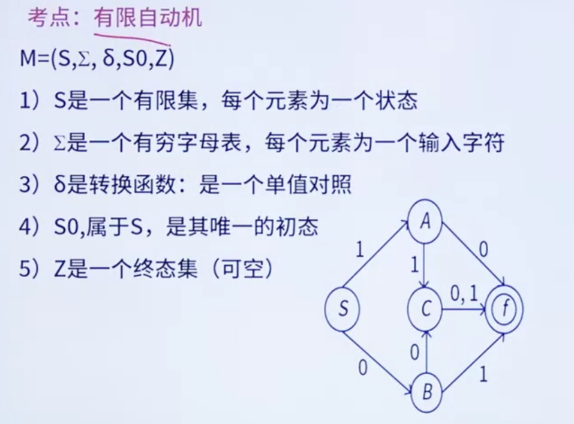 考点：有限自动机
M=(S,Σ, δ,S0,Z)
1）S是一个有限集，每个元素为一个状态
2）Σ是一个有穷字母表，每个元素为一个输入字符
3）δ是转换函数：是一个单值对照
4）S0,属于S，是其唯一的初态
5）Z是一个终态集（可空）
A
1
0
1
0,1
S
C
f
0
0
1
B